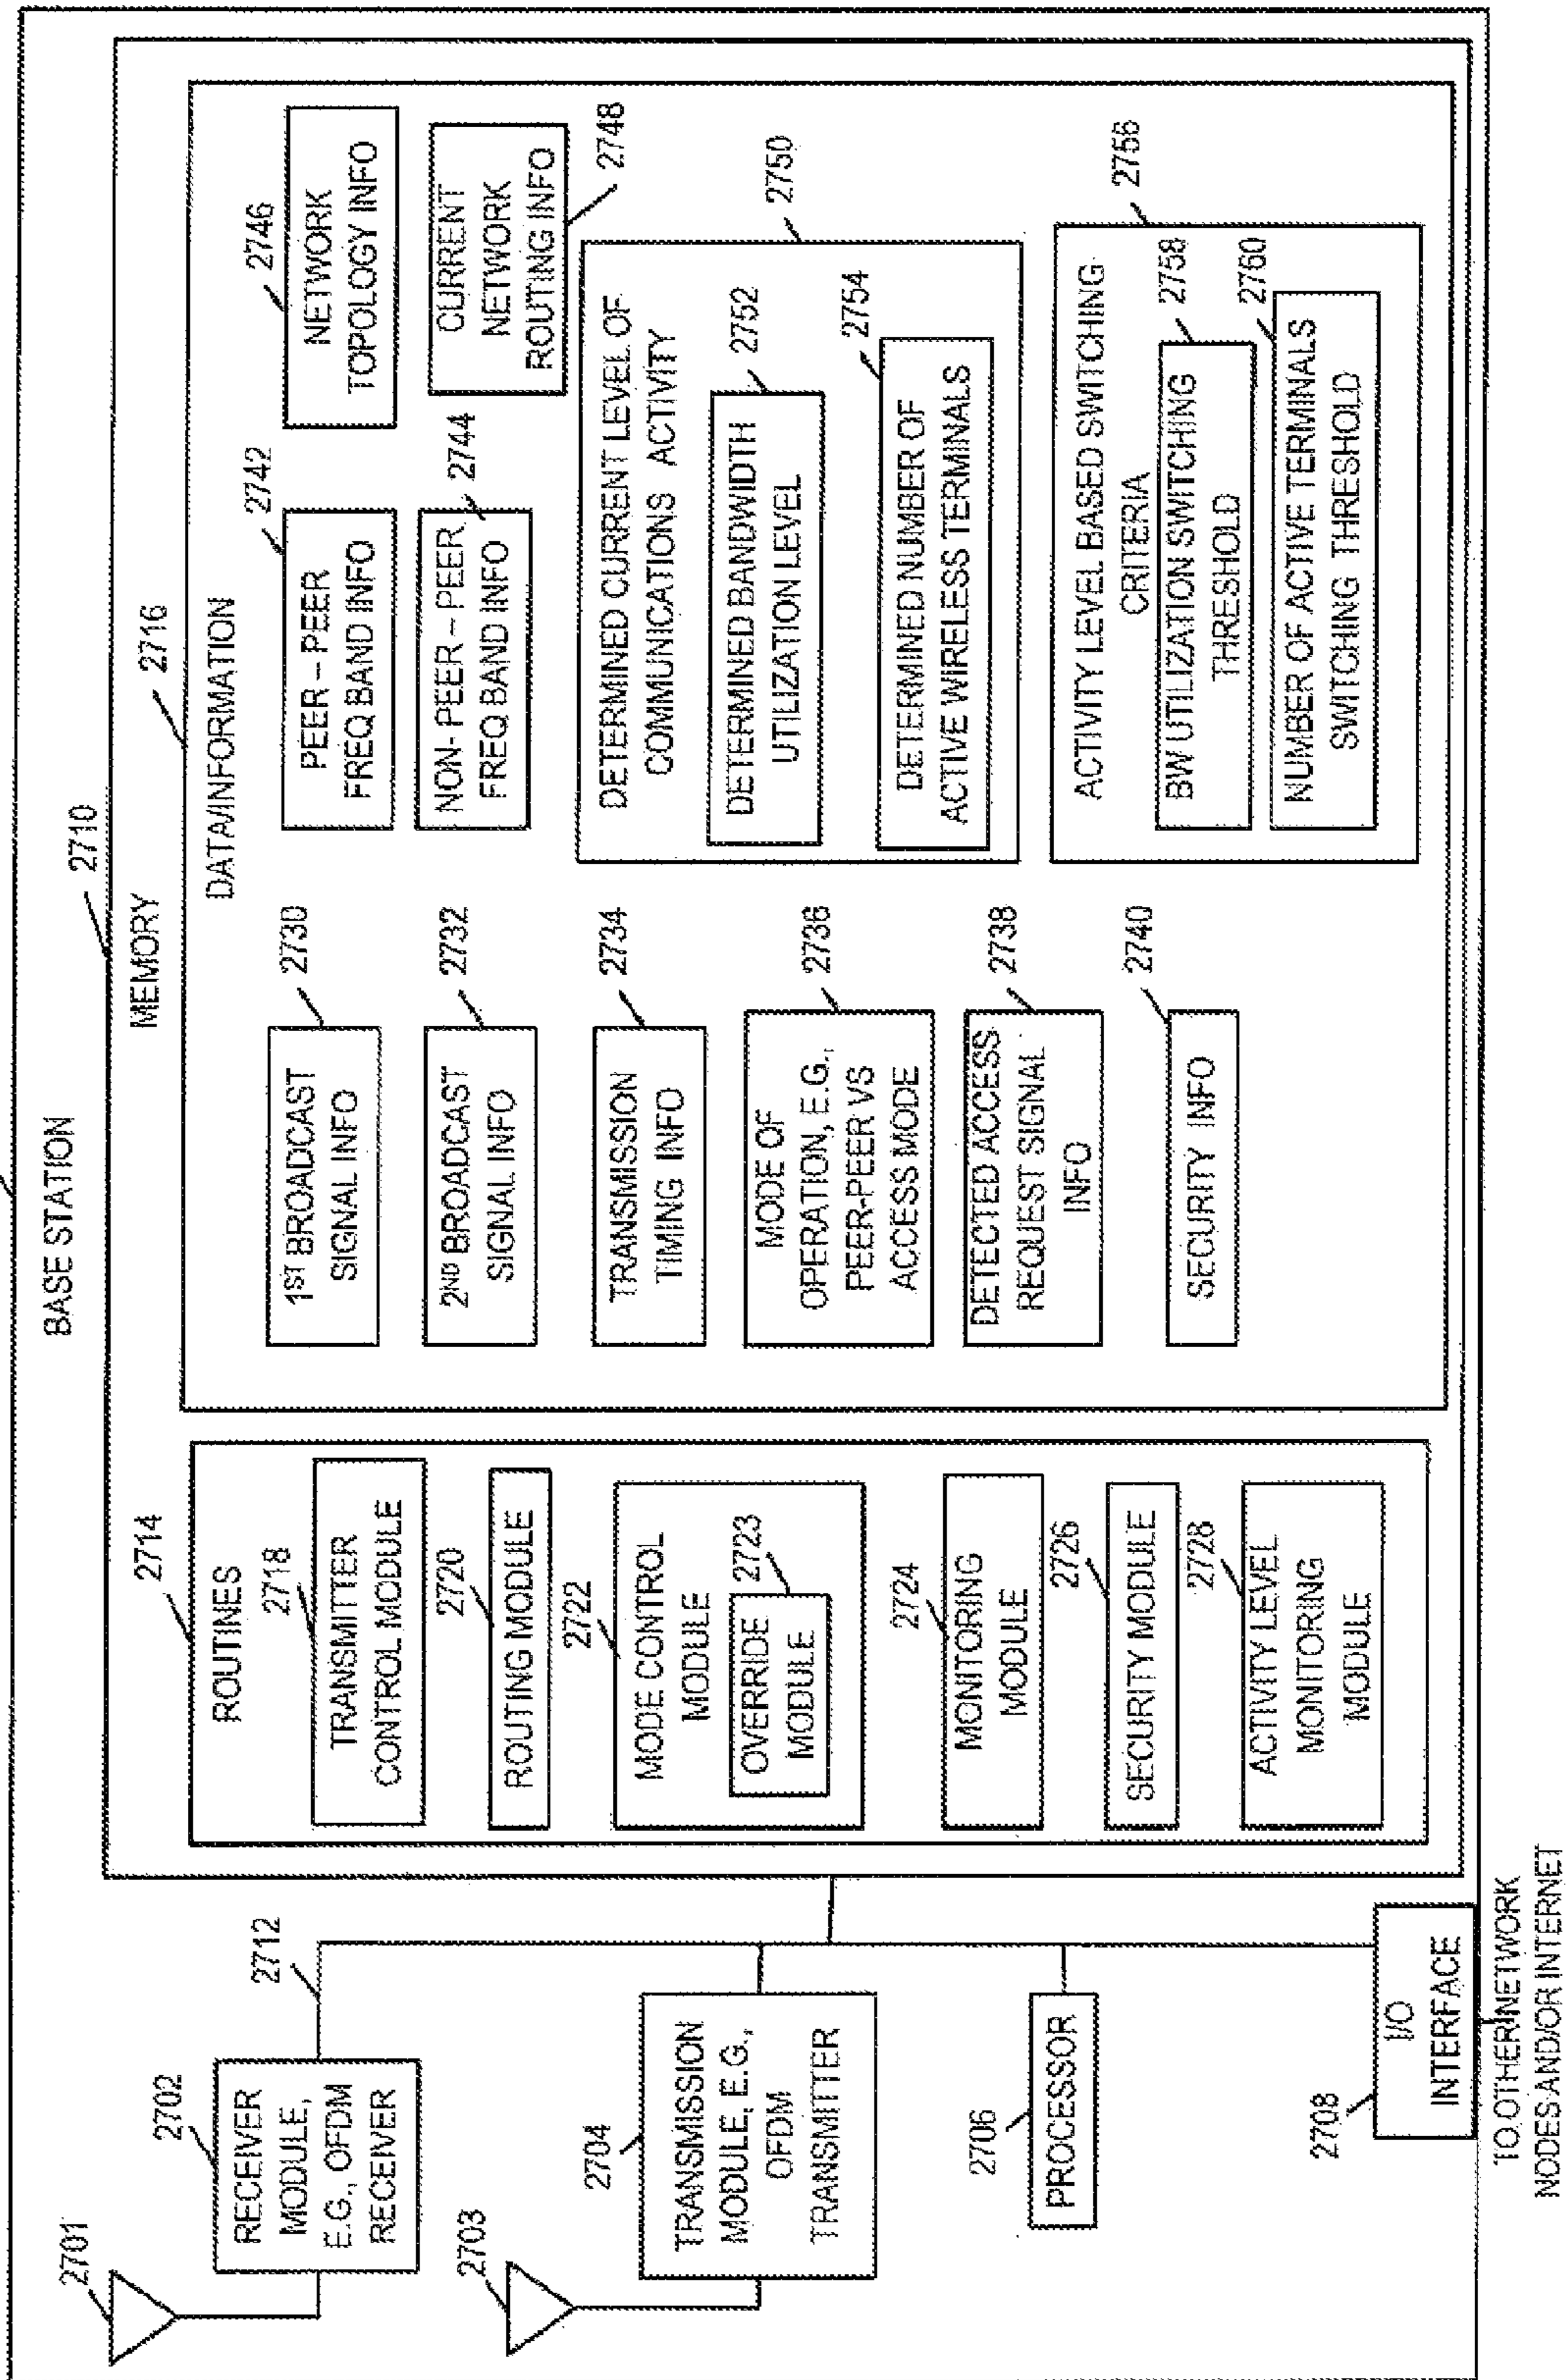 BASE STATION
2710
MEMORY
2716
DATA/INFORMATION
2701
2702
RECEIVER
MODULE,
E.G., OFDM
RECEIVER
2712
2703
2704
TRANSMISSION
MODULE, E.G.,
OFDM
TRANSMITTER
2706
PROCESSOR
2708
I/O
INTERFACE
TO OTHER NETWORK
NODES AND/OR INTERNET
2714
ROUTINES
2718
TRANSMITTER
CONTROL MODULE
2720
ROUTING MODULE
2722
MODE CONTROL
MODULE
2723
OVERRIDE
MODULE
2724
MONITORING
MODULE
2726
SECURITY MODULE
2728
ACTIVITY LEVEL
MONITORING
MODULE
1ST BROADCAST
SIGNAL INFO
2730
2ND BROADCAST
SIGNAL INFO
2732
TRANSMISSION
TIMING INFO
2734
MODE OF
OPERATION, E.G.,
PEER-PEER VS
ACCESS MODE
2736
DETECTED ACCESS
REQUEST SIGNAL
INFO
2738
SECURITY INFO
2740
2742
PEER – PEER
FREQ BAND INFO
2744
NON- PEER – PEER
FREQ BAND INFO
2746
NETWORK
TOPOLOGY INFO
CURRENT
NETWORK
ROUTING INFO
2748
2750
DETERMINED CURRENT LEVEL OF
COMMUNICATIONS ACTIVITY
2752
DETERMINED BANDWIDTH
UTILIZATION LEVEL
2754
DETERMINED NUMBER OF
ACTIVE WIRELESS TERMINALS
2756
ACTIVITY LEVEL BASED SWITCHING
CRITERIA
2758
BW UTILIZATION SWITCHING
THRESHOLD
2760
NUMBER OF ACTIVE TERMINALS
SWITCHING THRESHOLD